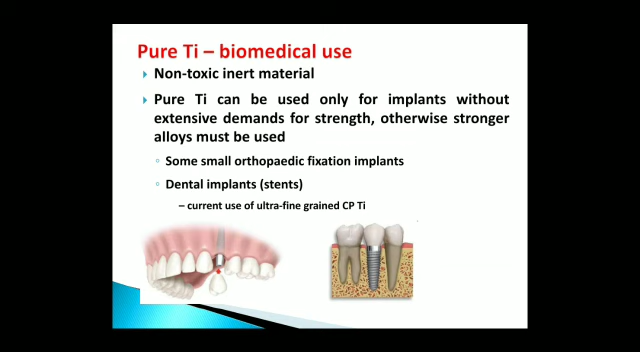 Pure Ti – biomedical use
Non-toxic inert material
Pure Ti can be used only for implants without
extensive demands for strength, otherwise stronger
alloys must be used
Some small orthopaedic fixation implants
Dental implants (stents)
– current use of ultra-fine grained CP Ti